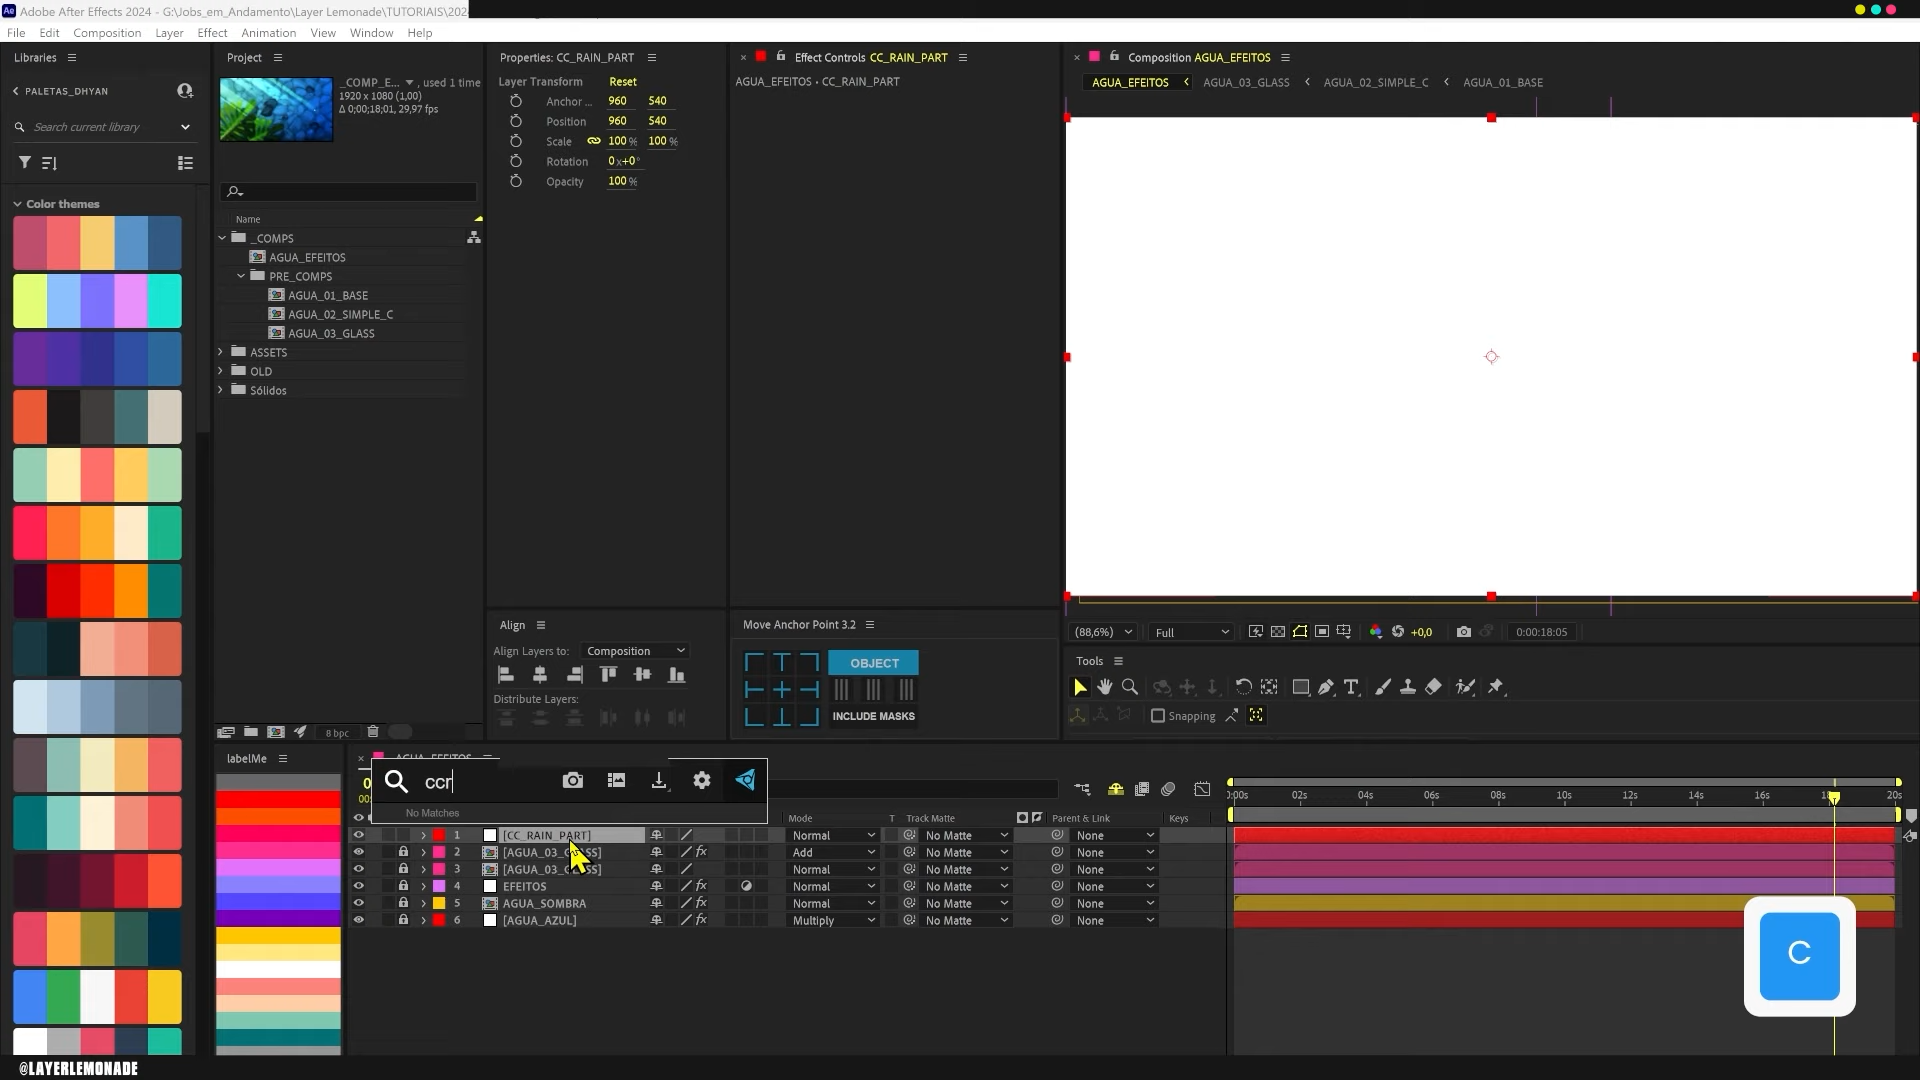 Adobe After Effects 2024 - G:\Jobs_em_Andamento\Layer Lemonade\TUTORIAIS\202
File Edit Composition Layer Effect Animation View Window Help
Libraries
PALETAS_DHYAN
Search current library
Color themes
Project
_COMP_E... , used 1 time
1920 x 1080 (1,00)
Δ 0;00;18;01, 29,97 fps
Name
_COMPS
AGUA_EFEITOS
PRE_COMPS
AGUA_01_BASE
AGUA_02_SIMPLE_C
AGUA_03_GLASS
ASSETS
OLD
Sólidos
8 bpc
Properties: CC_RAIN_PART
Layer Transform Reset
Anchor ... 960 540
Position 960 540
Scale 100 % 100 %
Rotation 0x+0°
Opacity 100 %
Align
Align Layers to: Composition
Distribute Layers:
Effect Controls CC_RAIN_PART
AGUA_EFEITOS • CC_RAIN_PART
Move Anchor Point 3.2
OBJECT
INCLUDE MASKS
Composition AGUA_EFEITOS
AGUA_EFEITOS AGUA_03_GLASS AGUA_02_SIMPLE_C AGUA_01_BASE
(88,6%) Full +0,0 0:00:18:05
Tools
Snapping
labelMe
ccr
No Matches
Mode T Track Matte Parent & Link Keys
1 [CC_RAIN_PART] Normal No Matte None
2 [AGUA_03_GLASS] Add No Matte None
3 [AGUA_03_GLASS] Normal No Matte None
4 EFEITOS Normal No Matte None
5 AGUA_SOMBRA Normal No Matte None
6 [AGUA_AZUL] Multiply No Matte None
02s 04s 06s 08s 10s 12s 14s 16s 20s
C
@LAYERLEMONADE